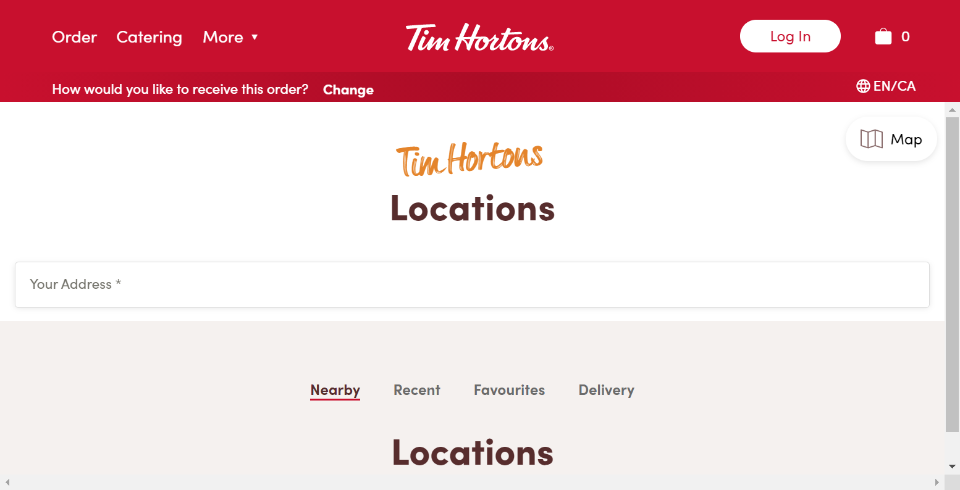 Order Catering More ▼ Tim Hortons® Log In 0
How would you like to receive this order? Change EN/CA
Map
Tim Hortons
Locations
Your Address *
Nearby Recent Favourites Delivery
Locations